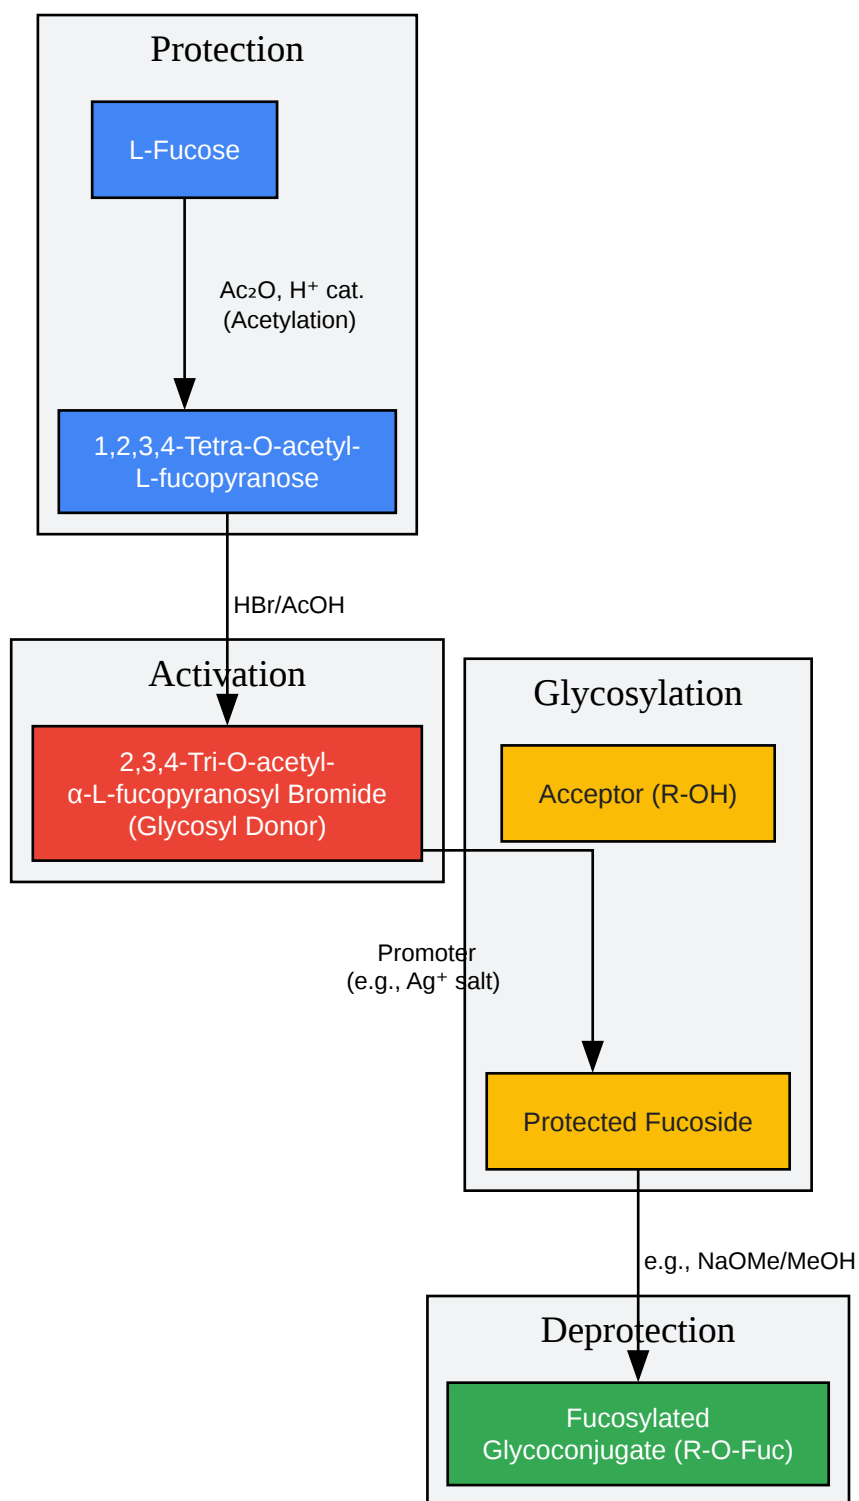 Protection
L-Fucose
Ac₂O, H⁺ cat.
(Acetylation)
1,2,3,4-Tetra-O-acetyl-
L-fucopyranose
HBr/AcOH
Activation
2,3,4-Tri-O-acetyl-
α-L-fucopyranosyl Bromide
(Glycosyl Donor)
Glycosylation
Acceptor (R-OH)
Promoter
(e.g., Ag⁺ salt)
Protected Fucoside
e.g., NaOMe/MeOH
Deprotection
Fucosylated
Glycoconjugate (R-O-Fuc)